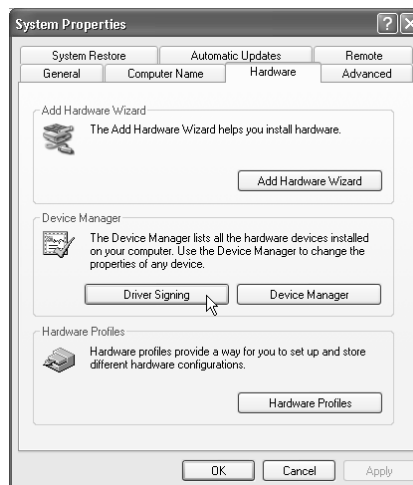 System Properties
System Restore Automatic Updates Remote
General Computer Name Hardware Advanced
Add Hardware Wizard
The Add Hardware Wizard helps you install hardware.
Add Hardware Wizard
Device Manager
The Device Manager lists all the hardware devices installed
on your computer. Use the Device Manager to change the
properties of any device.
Driver Signing Device Manager
Hardware Profiles
Hardware profiles provide a way for you to set up and store
different hardware configurations.
Hardware Profiles
OK Cancel Apply